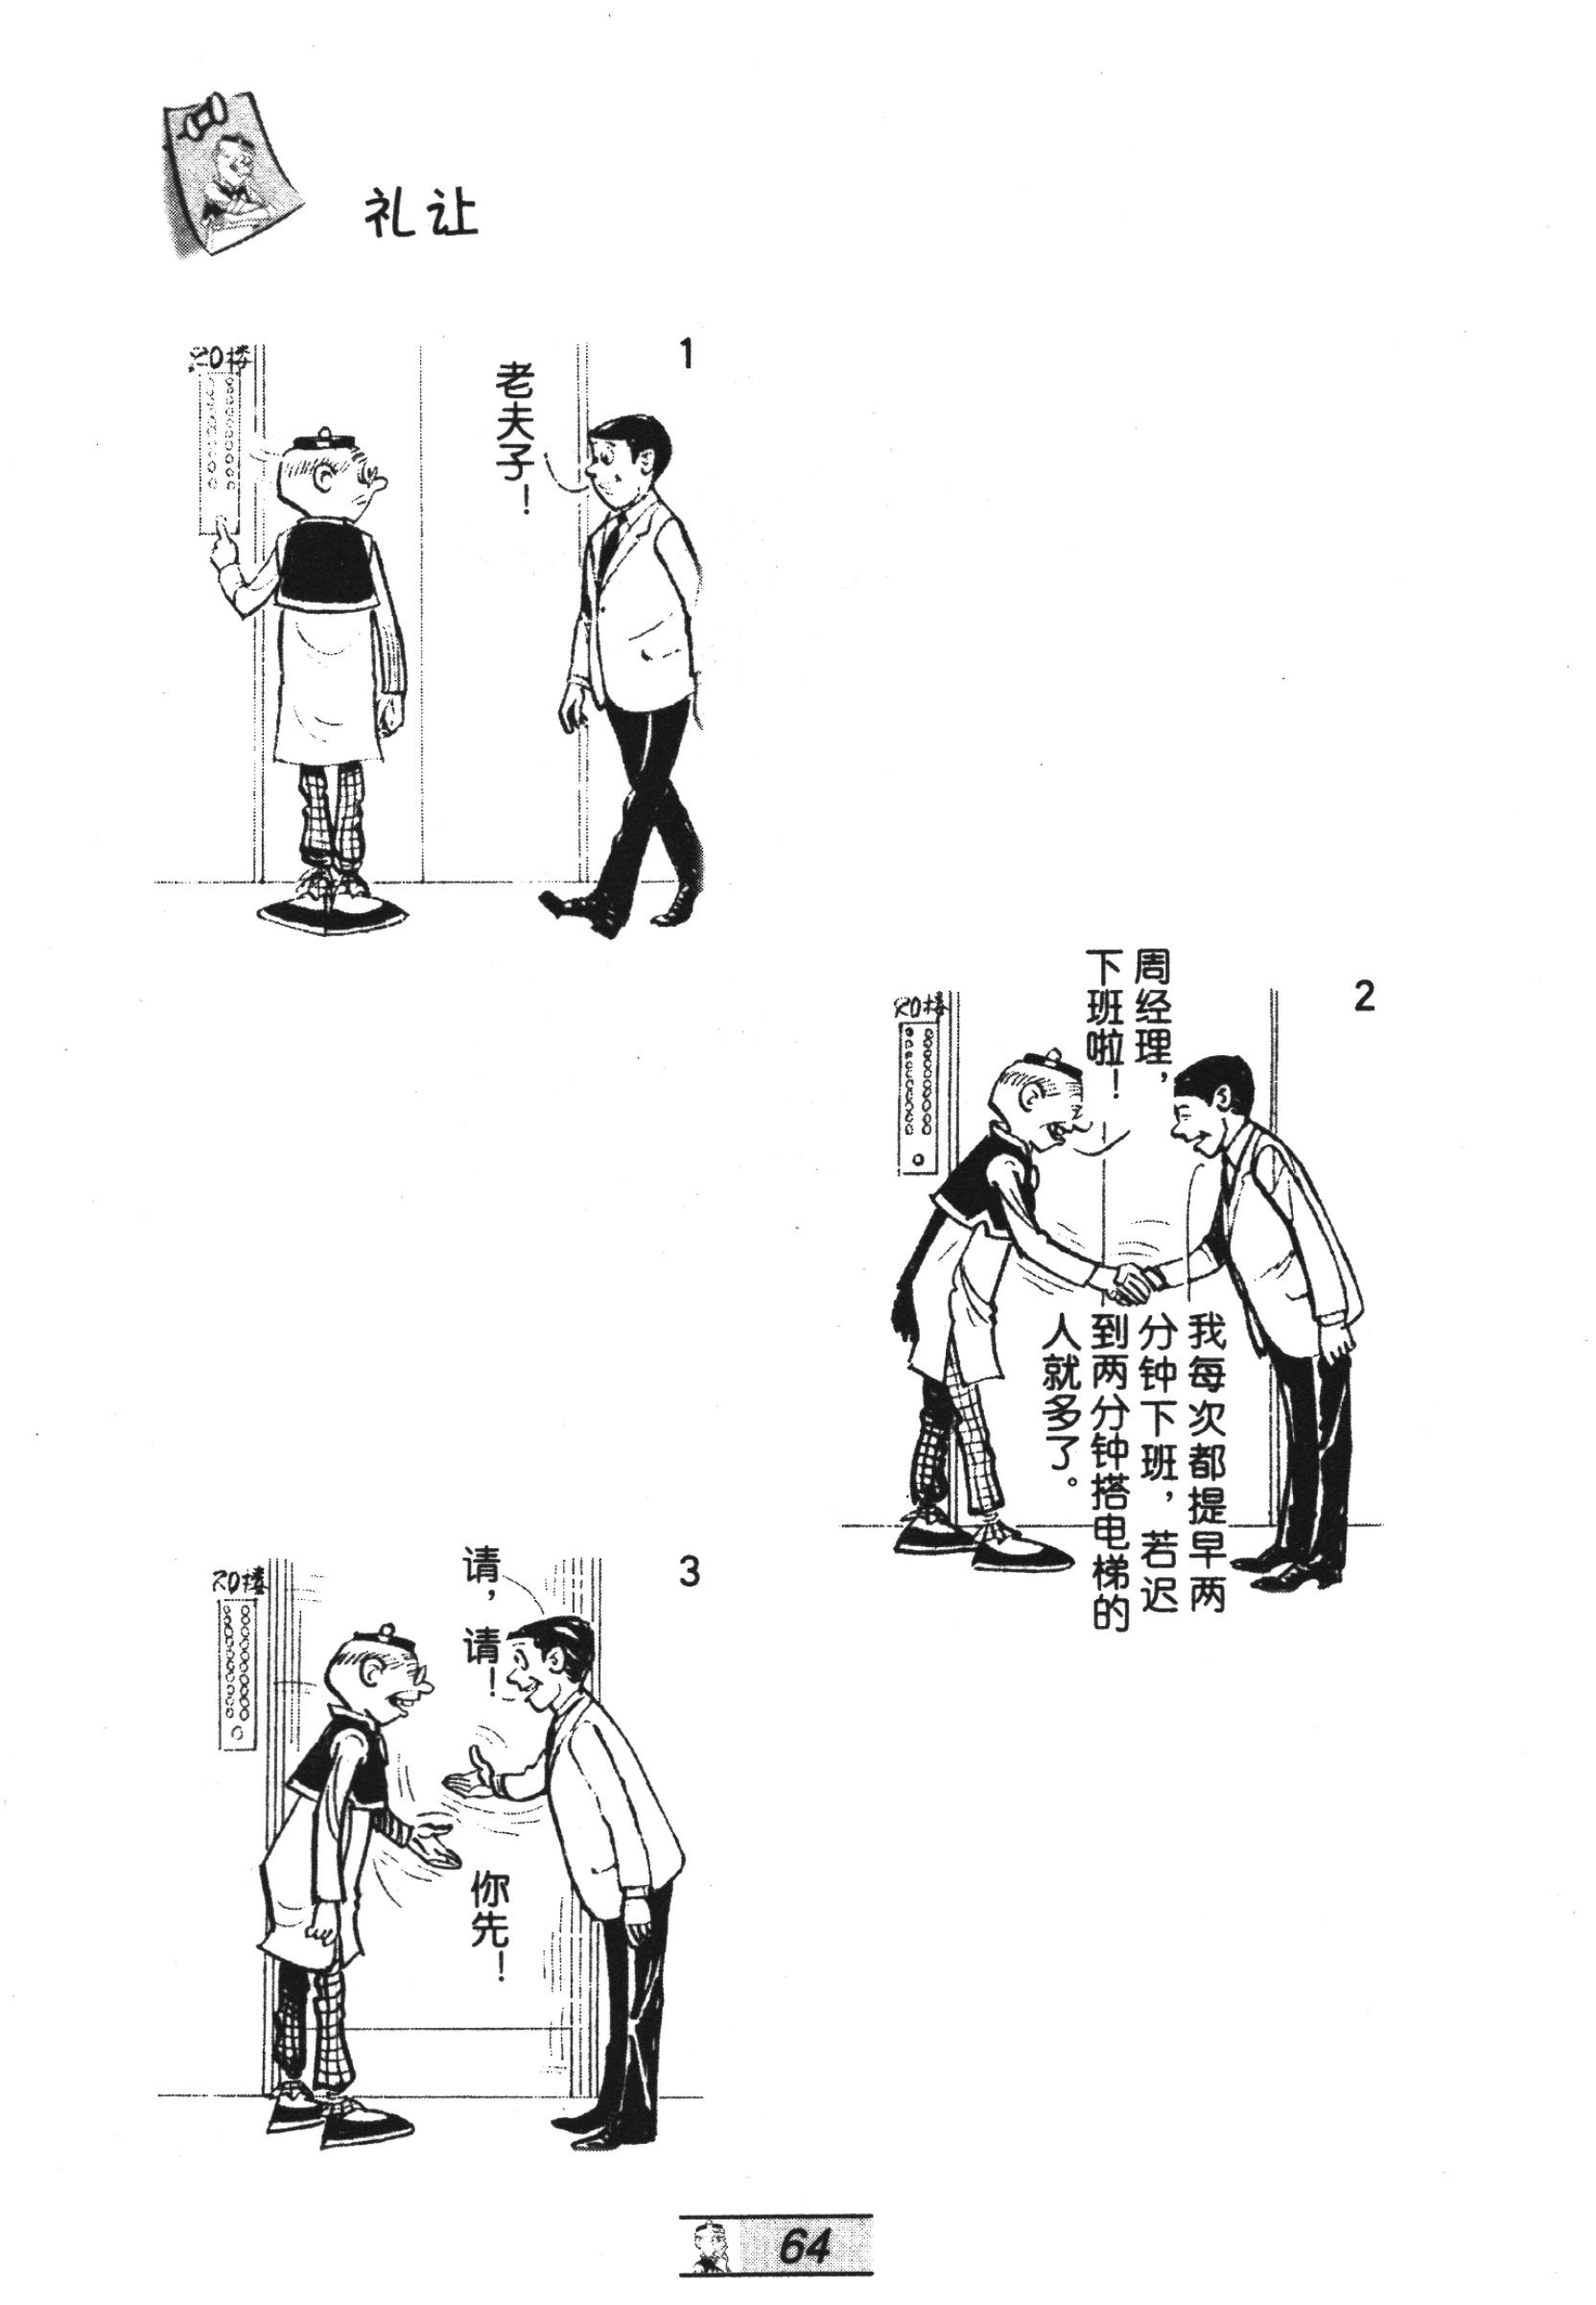 礼让
1
20楼
老夫子！
2
20楼
周经理，
下班啦！
我每次都提早两
分钟下班，若迟
到两分钟搭电梯的
人就多了。
3
20楼
请，请！
你先！
64